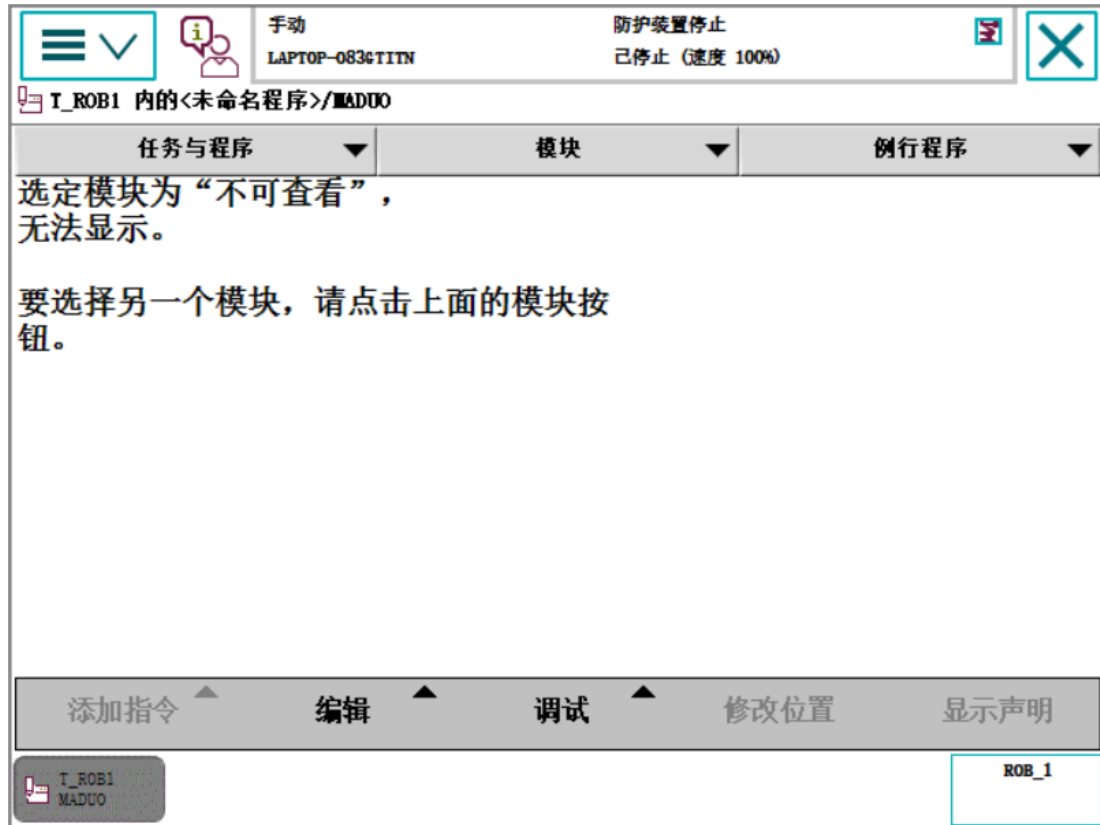 手动
防护装置停止
LAPTOP-083GTITN
己停止 (速度 100%)
T_ROB1 内的<未命名程序>/MADUO
任务与程序
模块
例行程序
选定模块为“不可查看”，
无法显示。
要选择另一个模块，请点击上面的模块按
钮。
添加指令
编辑
调试
修改位置
显示声明
T_ROB1
MADUO
ROB_1